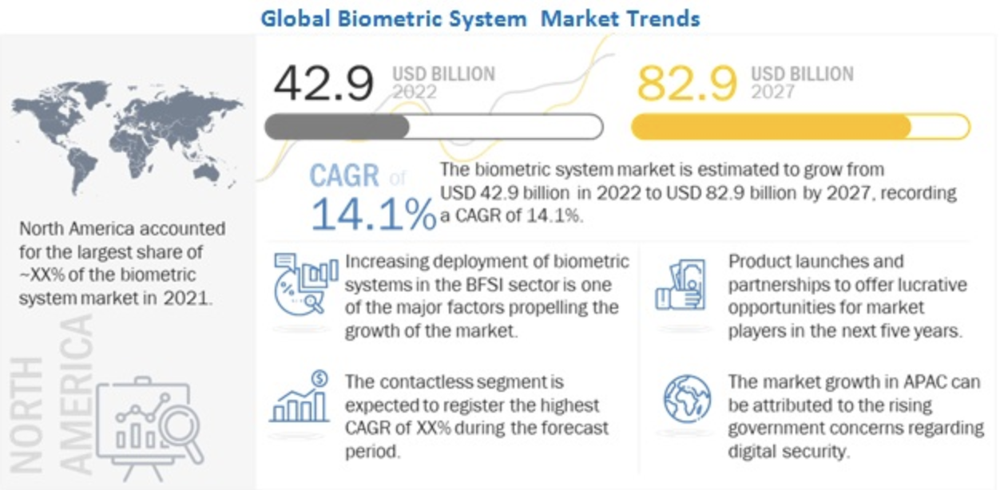 Global Biometric System Market Trends
North America accounted
for the largest share of
~XX% of the biometric
system market in 2021.
NORTH
AMERICA
42.9
USD BILLION
2022
82.9
USD BILLION
2027
CAGR of
14.1%
The biometric system market is estimated to grow from
USD 42.9 billion in 2022 to USD 82.9 billion by 2027, recording
a CAGR of 14.1%.
%
Increasing deployment of biometric
systems in the BFSI sector is one
of the major factors propelling the
growth of the market.
Product launches and
partnerships to offer lucrative
opportunities for market
players in the next five years.
$
The contactless segment is
expected to register the highest
CAGR of XX% during the forecast
period.
The market growth in APAC can
be attributed to the rising
government concerns regarding
digital security.